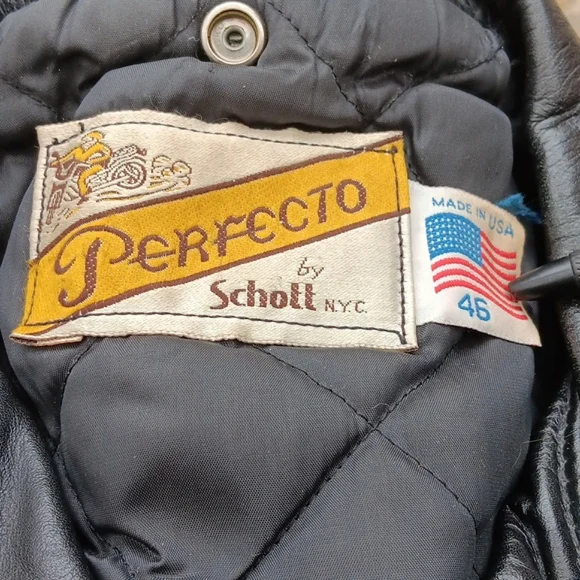 PERFECTO
by
Schott N.Y.C.
MADE IN USA
46